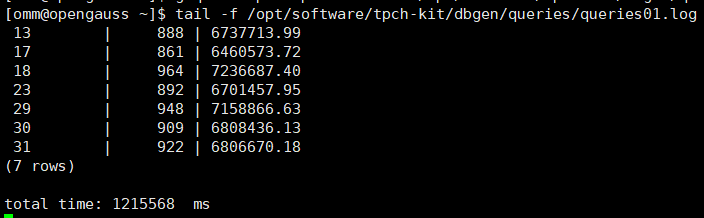 [omm@opengauss ~]$ tail -f /opt/software/tpch-kit/dbgen/queries/queries01.log
13 | 888 | 6737713.99
17 | 861 | 6460573.72
18 | 964 | 7236687.40
23 | 892 | 6701457.95
29 | 948 | 7158866.63
30 | 909 | 6808436.13
31 | 922 | 6806670.18
(7 rows)
total time: 1215568 ms